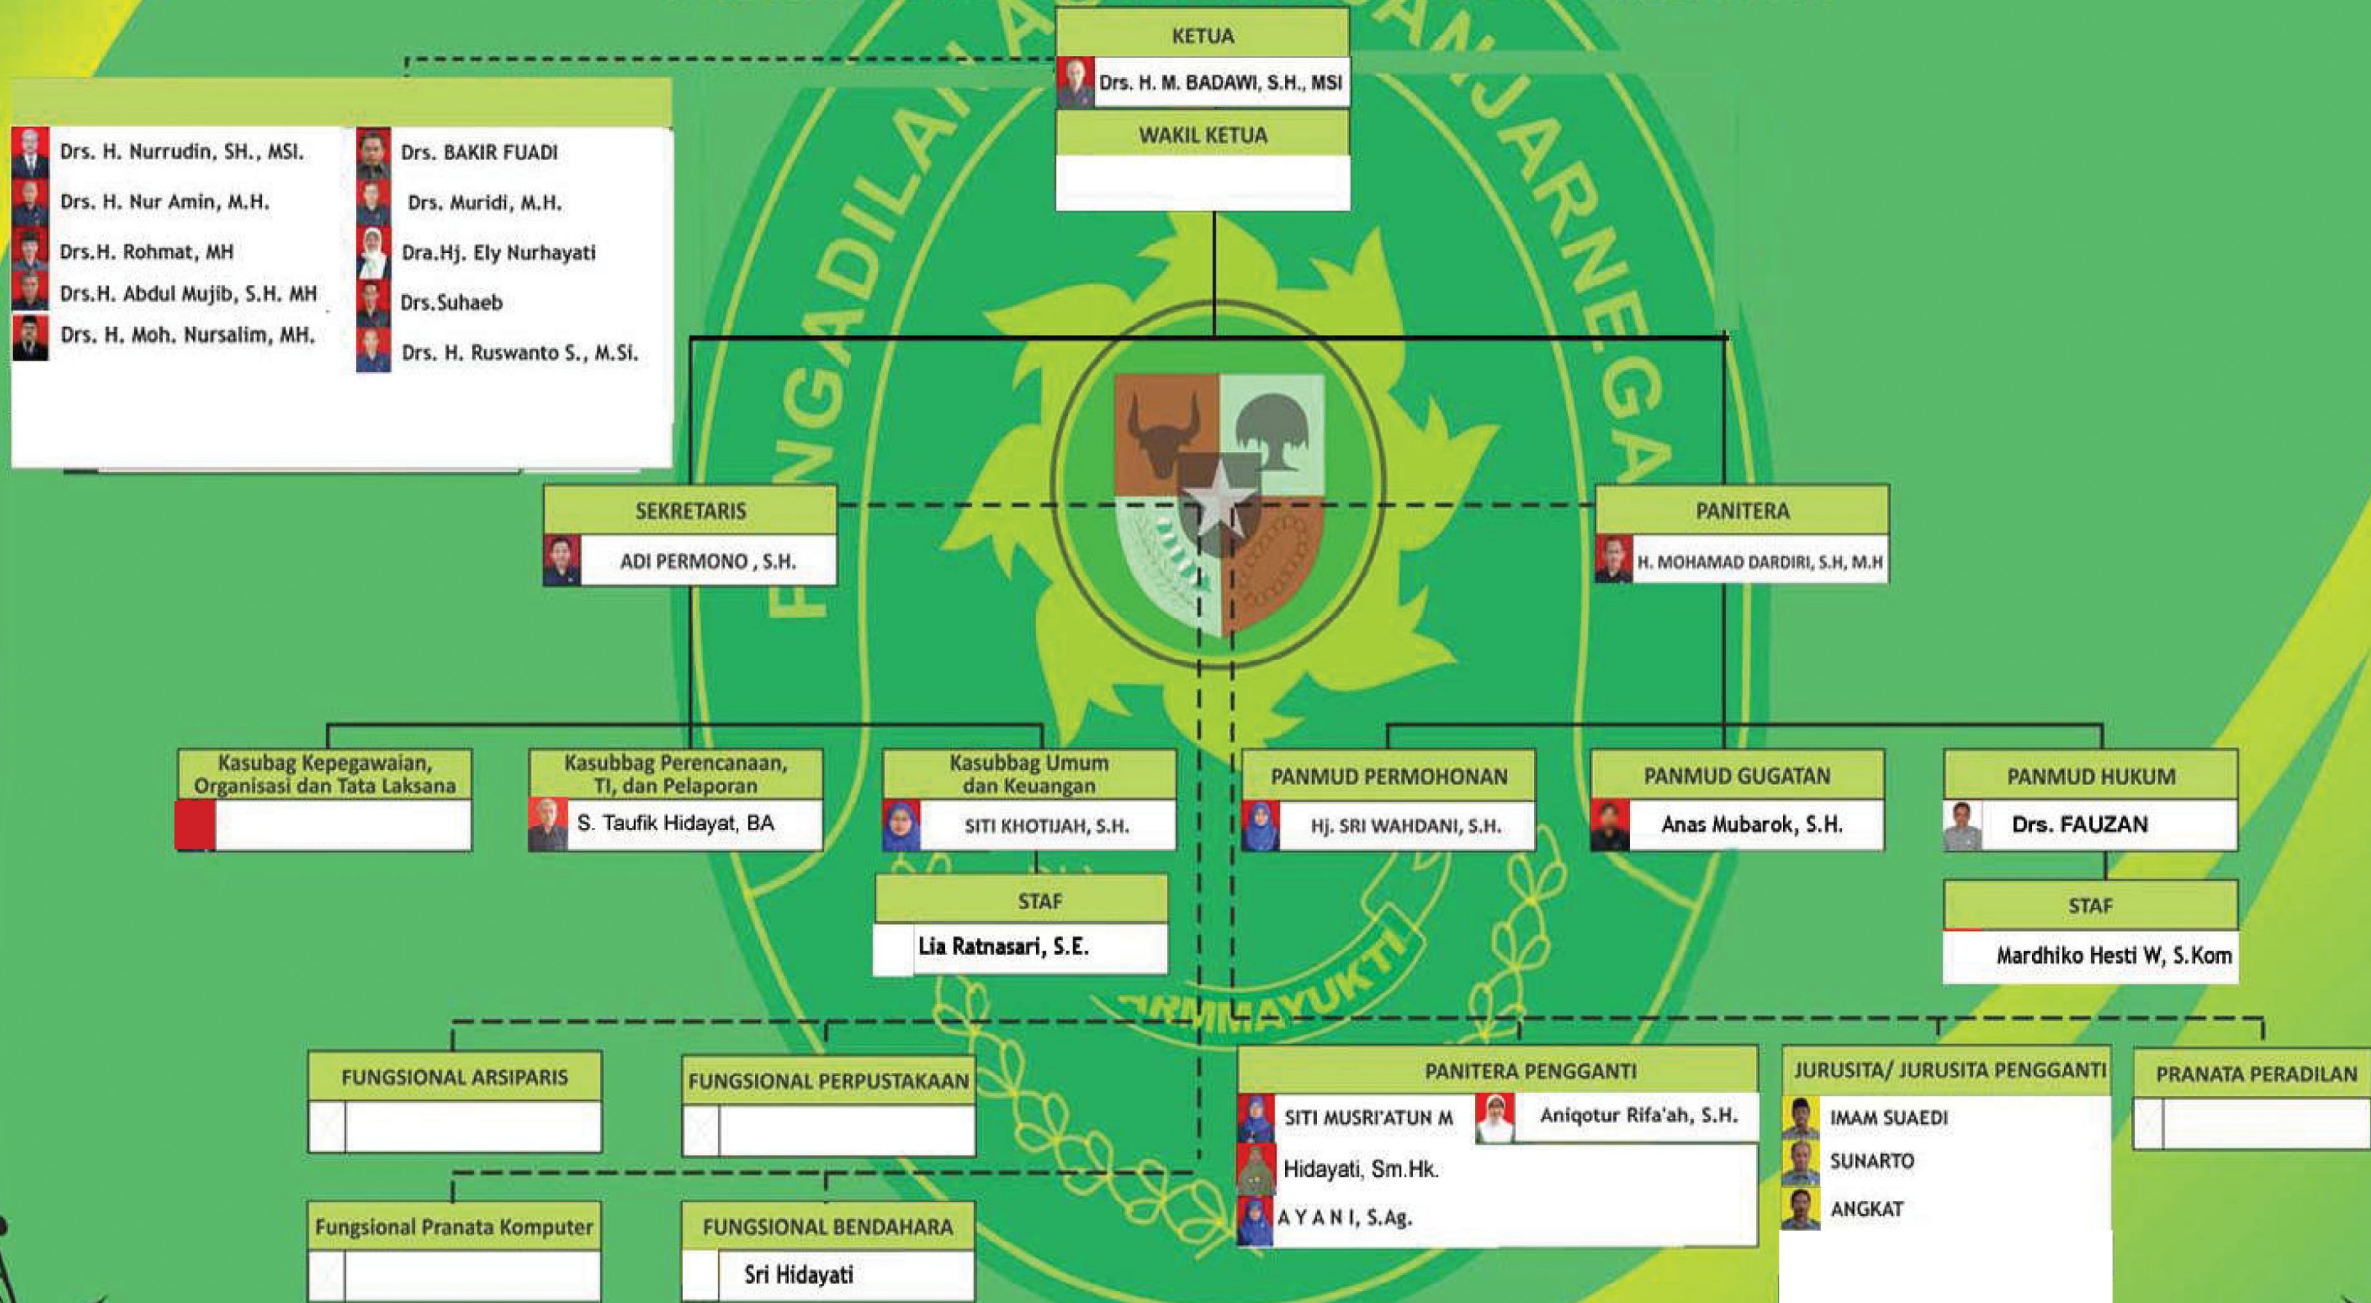 KETUA
Drs. H. M. BADAWI, S.H., MSI
WAKIL KETUA
Drs. H. Nurrudin, SH., MSI.
Drs. H. Nur Amin, M.H.
Drs.H. Rohmat, MH
Drs.H. Abdul Mujib, S.H. MH
Drs. H. Moh. Nursalim, MH.
Drs. BAKIR FUADI
Drs. Muridi, M.H.
Dra.Hj. Ely Nurhayati
Drs.Suhaeb
Drs. H. Ruswanto S., M.Si.
SEKRETARIS
ADI PERMONO , S.H.
PANITERA
H. MOHAMAD DARDIRI, S.H, M.H
Kasubag Kepegawaian,
Organisasi dan Tata Laksana
Kasubbag Perencanaan,
TI, dan Pelaporan
S. Taufik Hidayat, BA
Kasubbag Umum
dan Keuangan
SITI KHOTIJAH, S.H.
STAF
Lia Ratnasari, S.E.
PANMUD PERMOHONAN
Hj. SRI WAHDANI, S.H.
PANMUD GUGATAN
Anas Mubarok, S.H.
PANMUD HUKUM
Drs. FAUZAN
STAF
Mardhiko Hesti W, S.Kom
FUNGSIONAL ARSIPARIS
FUNGSIONAL PERPUSTAKAAN
Fungsional Pranata Komputer
FUNGSIONAL BENDAHARA
Sri Hidayati
PANITERA PENGGANTI
SITI MUSRI'ATUN M
Aniqotur Rifa'ah, S.H.
Hidayati, Sm.Hk.
A Y A N I, S.Ag.
JURUSITA/ JURUSITA PENGGANTI
IMAM SUAEDI
SUNARTO
ANGKAT
PRANATA PERADILAN